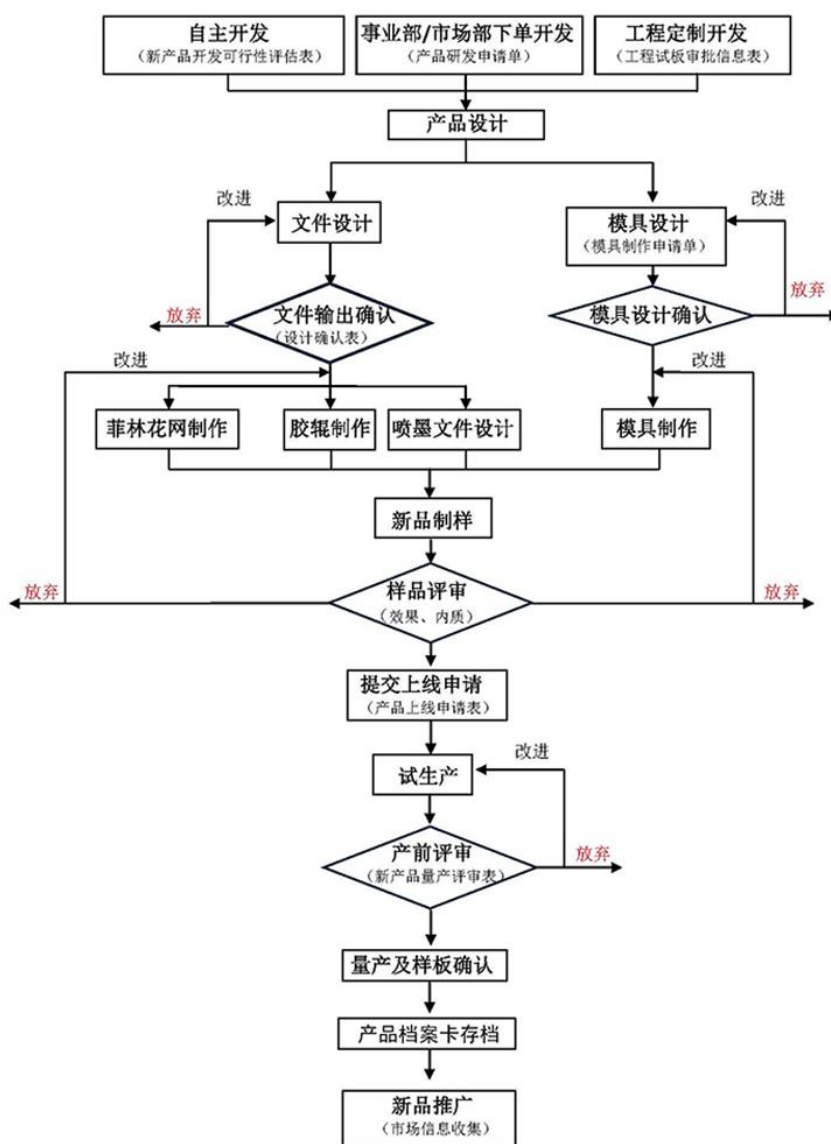 自主开发
（新产品开发可行性评估表）
事业部/市场部下单开发
（产品研发申请单）
工程定制开发
（工程试板审批信息表）
产品设计
改进
文件设计
模具设计
（模具制作申请单）
改进
放弃
文件输出确认
（设计确认表）
模具设计确认
放弃
改进
改进
菲林花网制作
胶辊制作
喷墨文件设计
模具制作
新品制样
放弃
样品评审
（效果、内质）
放弃
提交上线申请
（产品上线申请表）
改进
试生产
产前评审
（新产品量产评审表）
放弃
量产及样板确认
产品档案卡存档
新品推广
（市场信息收集）